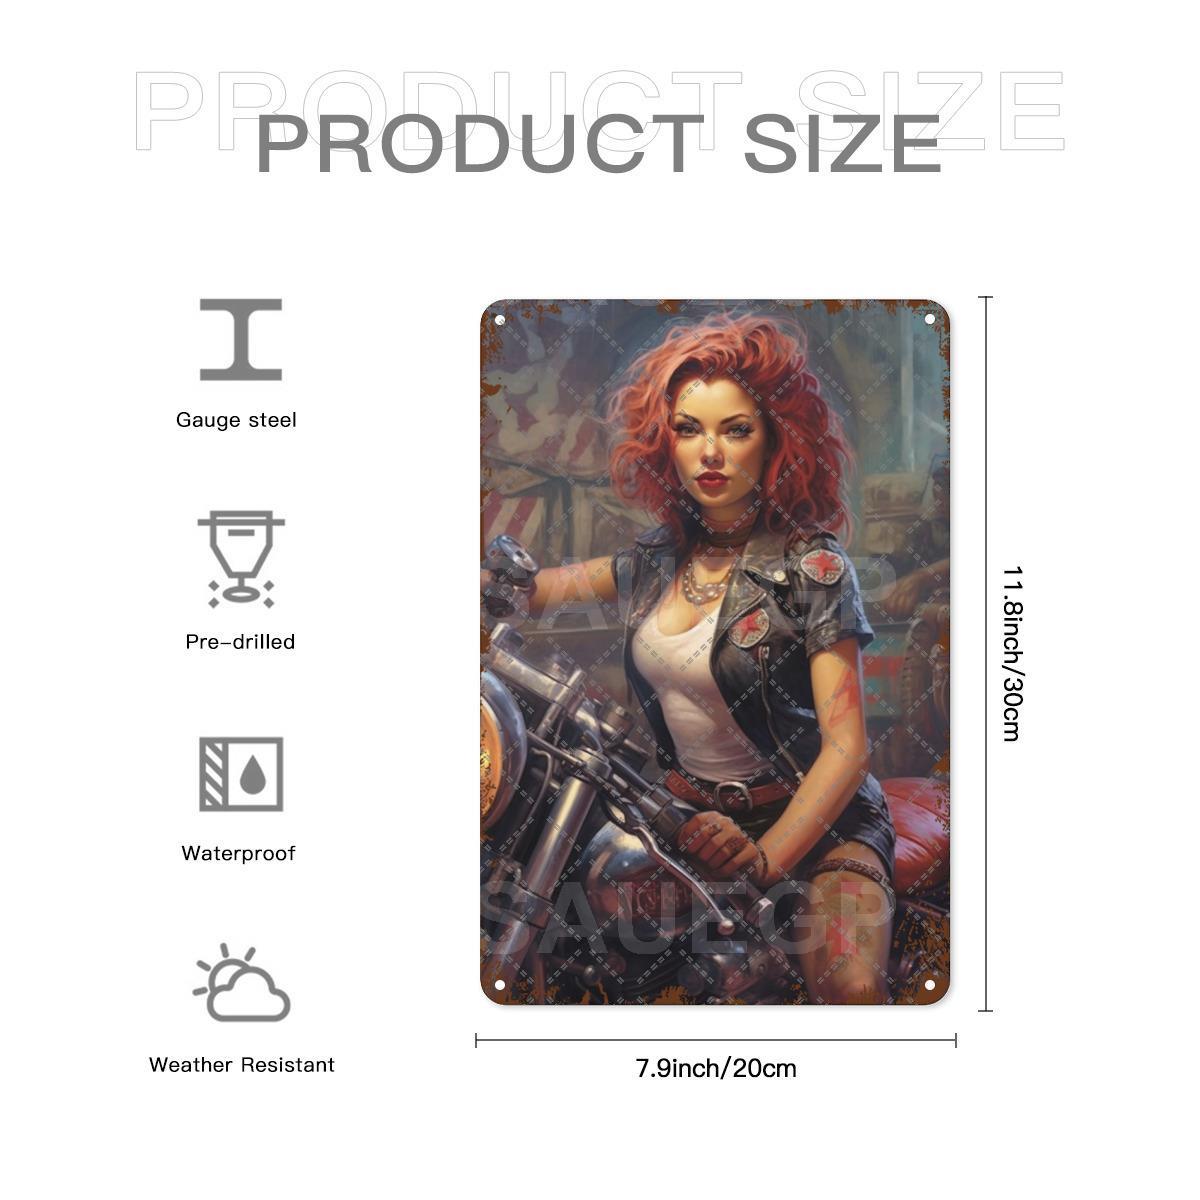 PRODUCT SIZE
PRODUCT SIZE
Gauge steel
Pre-drilled
Waterproof
Weather Resistant
SAUEGP
SAUEGP
11.8inch/30cm
7.9inch/20cm